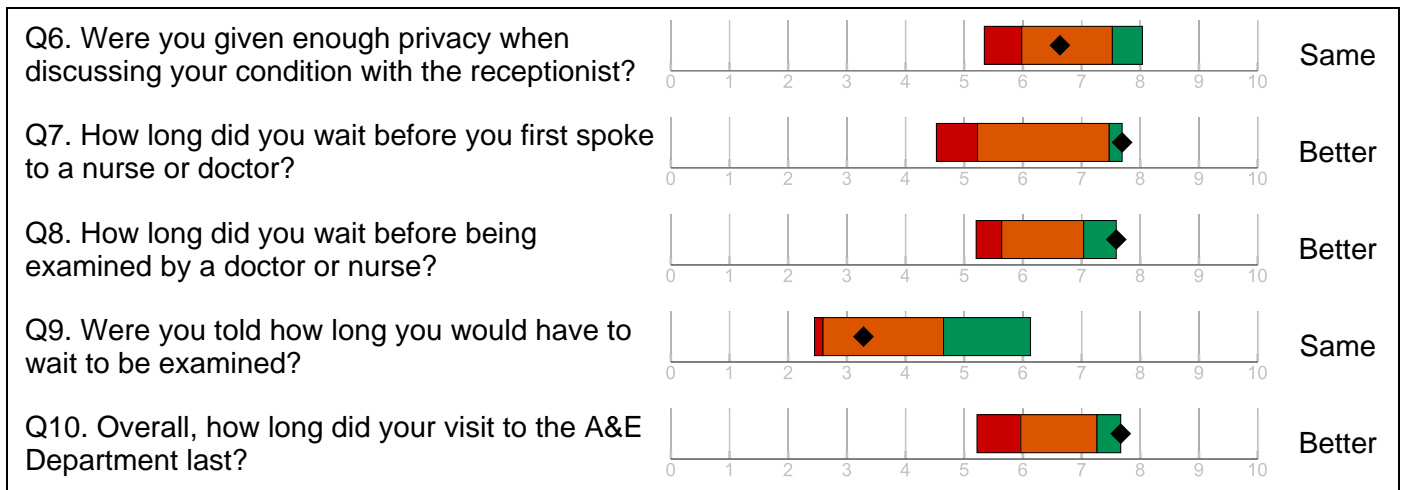 Q6. Were you given enough privacy when
discussing your condition with the receptionist?
0 1 2 3 4 5 6 7 8 9 10
Same
Q7. How long did you wait before you first spoke
to a nurse or doctor?
0 1 2 3 4 5 6 7 8 9 10
Better
Q8. How long did you wait before being
examined by a doctor or nurse?
0 1 2 3 4 5 6 7 8 9 10
Better
Q9. Were you told how long you would have to
wait to be examined?
0 1 2 3 4 5 6 7 8 9 10
Same
Q10. Overall, how long did your visit to the A&E
Department last?
0 1 2 3 4 5 6 7 8 9 10
Better